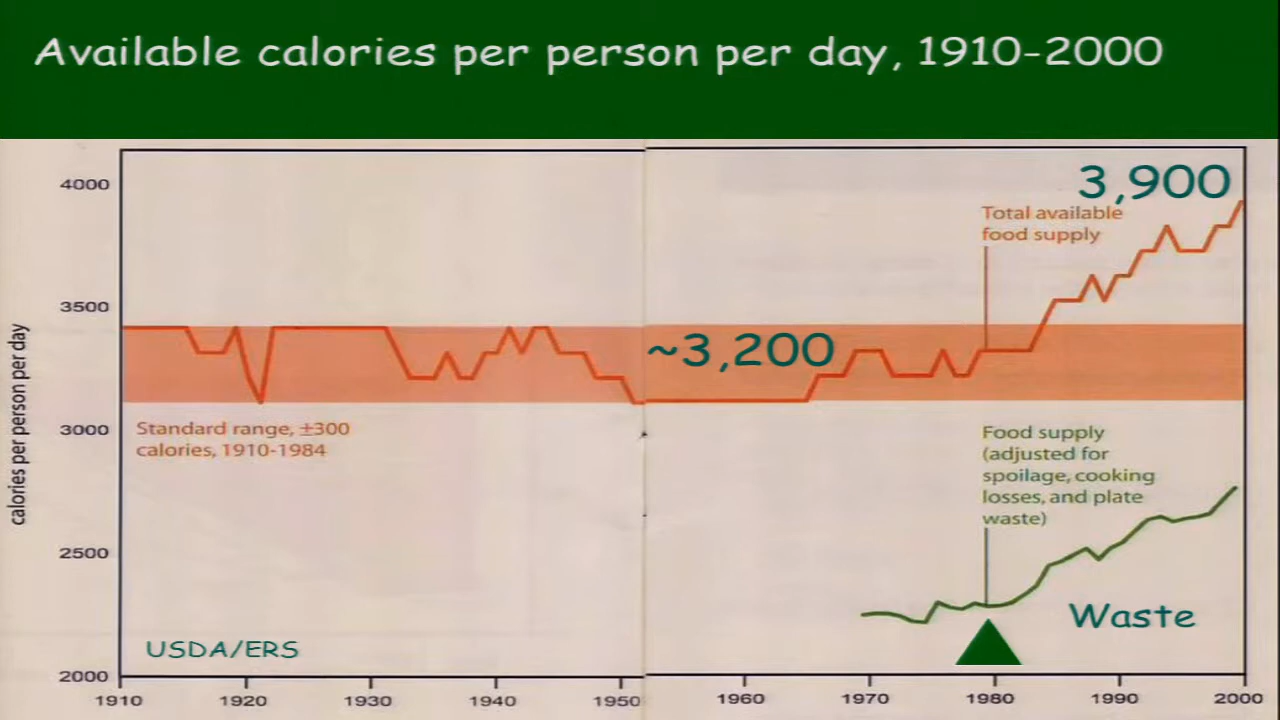 Available calories per person per day, 1910-2000
4000
3500
3000
2500
2000
calories per person per day
3,900
Total available
food supply
~3,200
Standard range, ±300
calories, 1910-1984
Food supply
(adjusted for
spoilage, cooking
losses, and plate
waste)
Waste
USDA/ERS
1910 1920 1930 1940 1950 1960 1970 1980 1990 2000